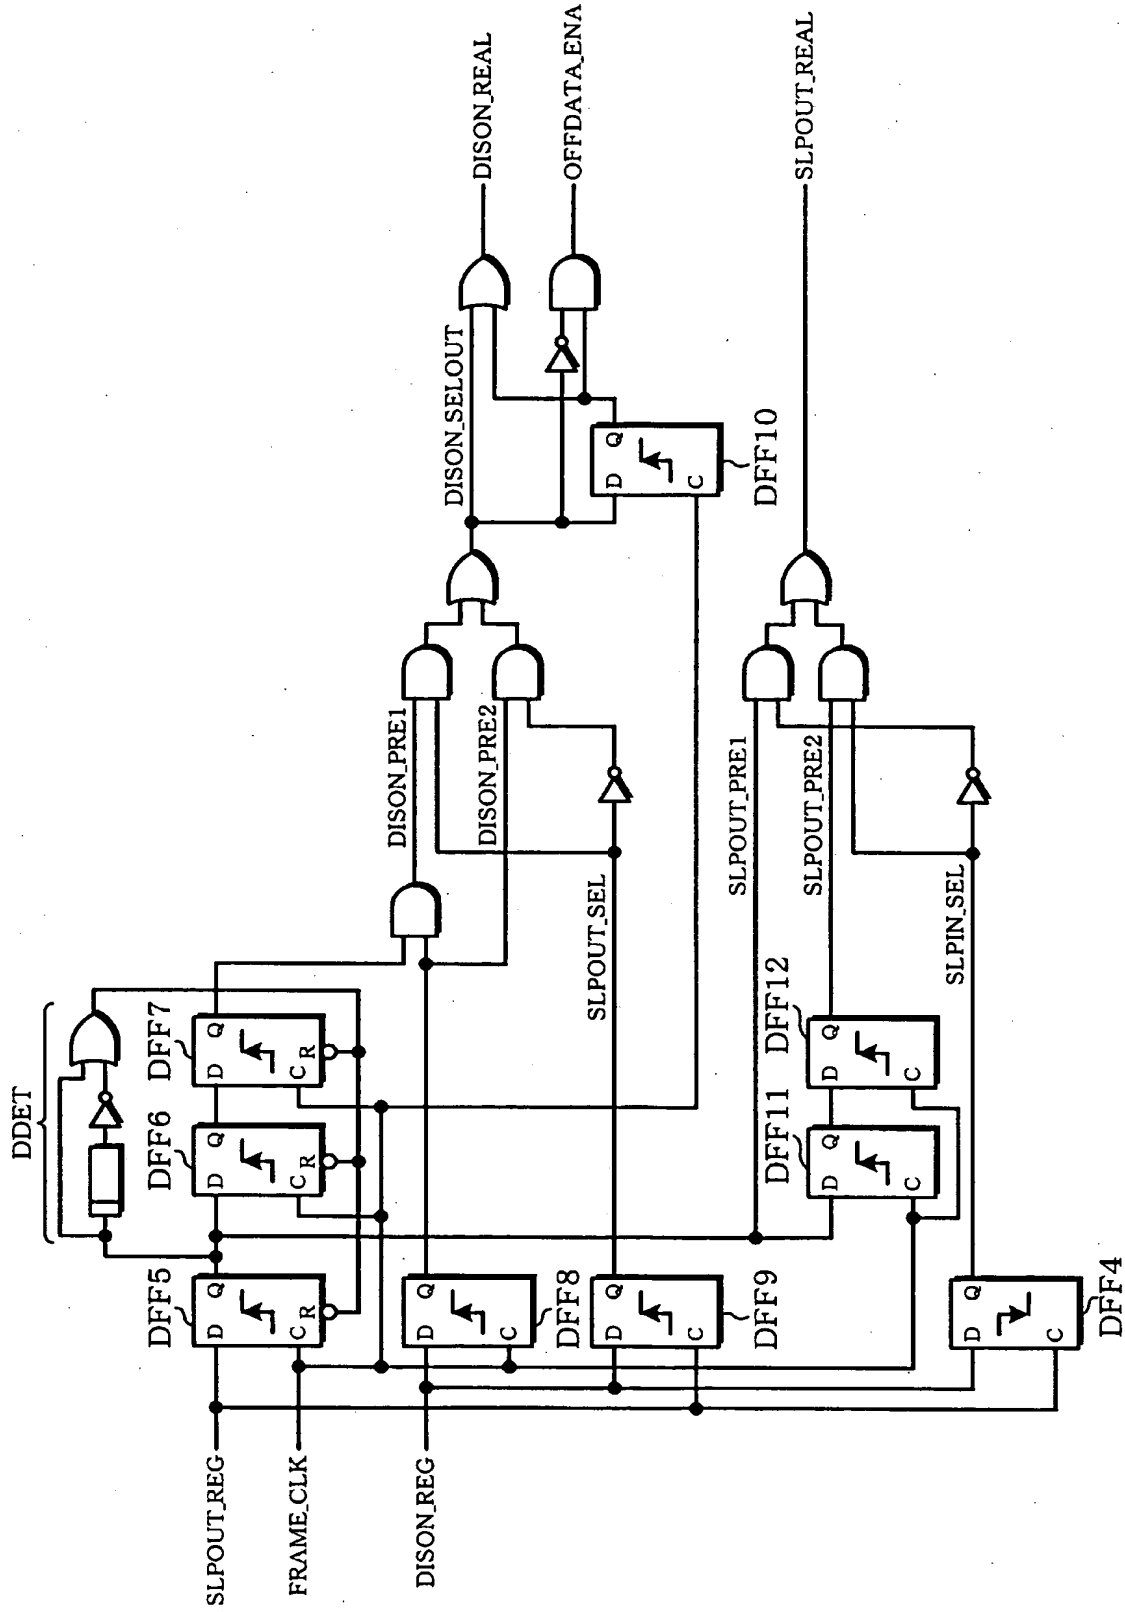 DDET
DFF5
D
Q
C
R
DFF6
D
Q
C
R
DFF7
D
Q
C
R
SLPOUT_REG
FRAME_CLK
DISON_REG
DFF8
D
Q
C
DFF9
D
Q
C
DFF4
D
Q
C
DFF11
D
Q
C
DFF12
D
Q
C
SLPOUT_SEL
SLPIN_SEL
DISON_PRE1
DISON_PRE2
SLPOUT_PRE1
SLPOUT_PRE2
DISON_SELOUT
DFF10
D
Q
C
DISON_REAL
OFFDATA_ENA
SLPOUT_REAL